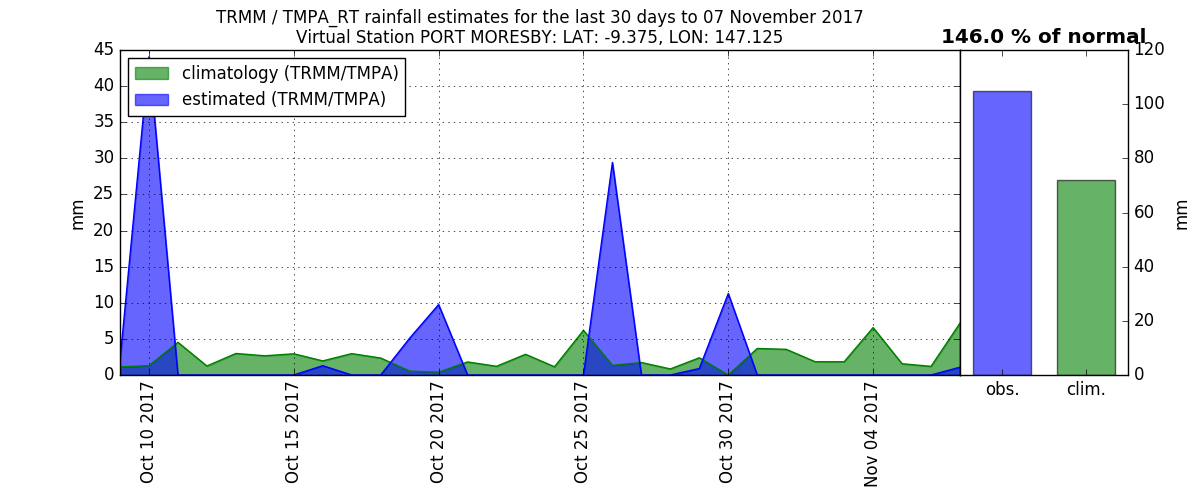 TRMM / TMPA_RT rainfall estimates for the last 30 days to 07 November 2017
Virtual Station PORT MORESBY: LAT: -9.375, LON: 147.125
146.0 % of normal
climatology (TRMM/TMPA)
estimated (TRMM/TMPA)
45
40
35
30
25
20
15
10
5
0
mm
Oct 10 2017
Oct 15 2017
Oct 20 2017
Oct 25 2017
Oct 30 2017
Nov 04 2017
120
100
80
60
40
20
0
mm
obs.
clim.